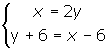 x = 2y
y + 6 = x − 6